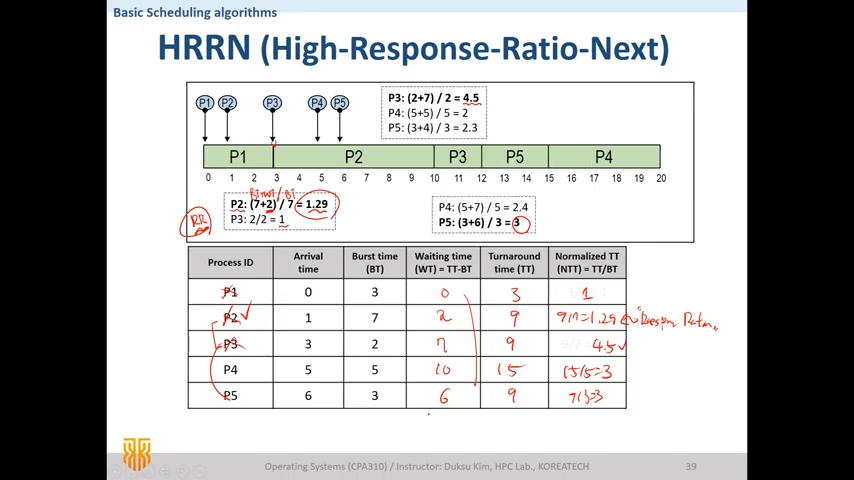 Basic Scheduling algorithms
HRRN (High-Response-Ratio-Next)
P1 P2 P3 P4 P5
P3: (2+7) / 2 = 4.5
P4: (5+5) / 5 = 2
P5: (3+4) / 3 = 2.3
P1 P2 P3 P5 P4
0 1 2 3 4 5 6 7 8 9 10 11 12 13 14 15 16 17 18 19 20
BT+WT / BT
P2: (7+2) / 7 = 1.29
P3: 2/2 = 1
RR
P4: (5+7) / 5 = 2.4
P5: (3+6) / 3 = 3
Process ID Arrival time Burst time (BT) Waiting time (WT) = TT-BT Turnaround time (TT) Normalized TT (NTT) = TT/BT
P1 0 3 0 3 1
P2 1 7 2 9 9/7=1.29
P3 3 2 7 9 4.5
P4 5 5 10 15 15/5=3
P5 6 3 6 9
Operating Systems (CPA310) / Instructor: Duksu Kim, HPC Lab., KOREATECH 39